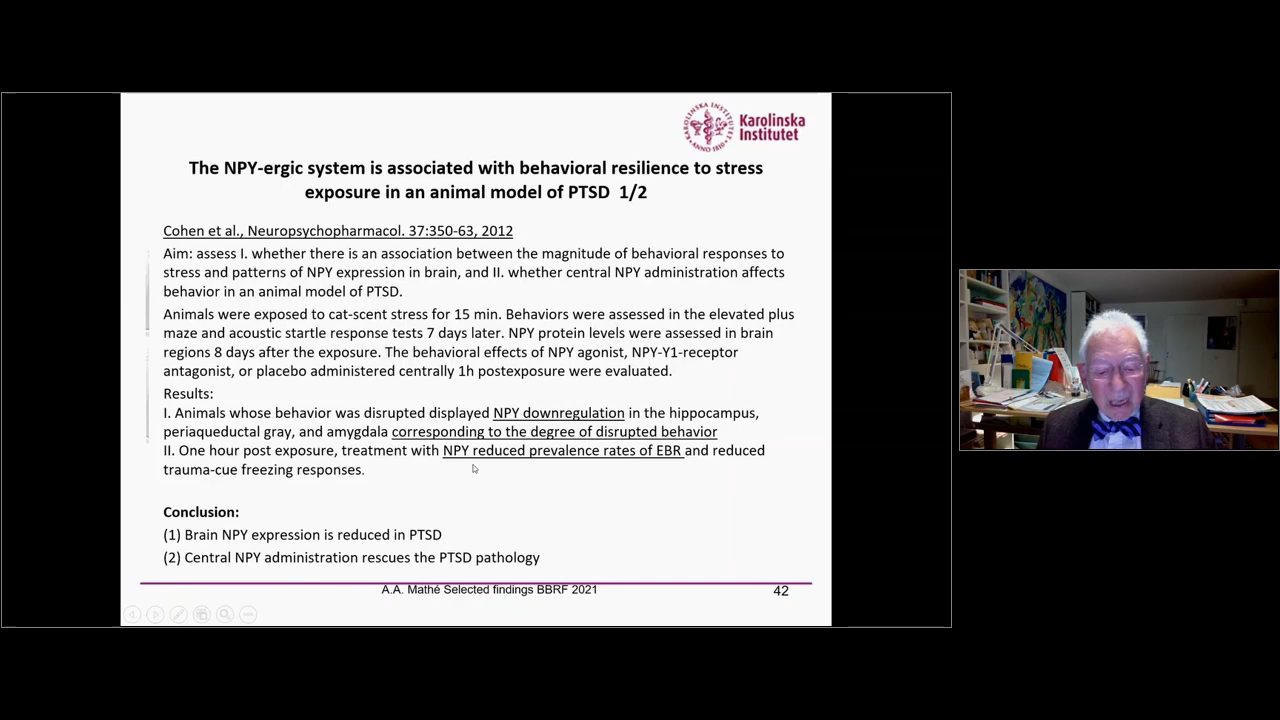 Karolinska
Institutet
KAROLINSKA INSTITUTET
ANNO 1810
The NPY-ergic system is associated with behavioral resilience to stress
exposure in an animal model of PTSD 1/2
Cohen et al., Neuropsychopharmacol. 37:350-63, 2012
Aim: assess I. whether there is an association between the magnitude of behavioral responses to
stress and patterns of NPY expression in brain, and II. whether central NPY administration affects
behavior in an animal model of PTSD.
Animals were exposed to cat-scent stress for 15 min. Behaviors were assessed in the elevated plus
maze and acoustic startle response tests 7 days later. NPY protein levels were assessed in brain
regions 8 days after the exposure. The behavioral effects of NPY agonist, NPY-Y1-receptor
antagonist, or placebo administered centrally 1h postexposure were evaluated.
Results:
I. Animals whose behavior was disrupted displayed NPY downregulation in the hippocampus,
periaqueductal gray, and amygdala corresponding to the degree of disrupted behavior
II. One hour post exposure, treatment with NPY reduced prevalence rates of EBR and reduced
trauma-cue freezing responses.
Conclusion:
(1) Brain NPY expression is reduced in PTSD
(2) Central NPY administration rescues the PTSD pathology
A.A. Mathé Selected findings BBRF 2021
42